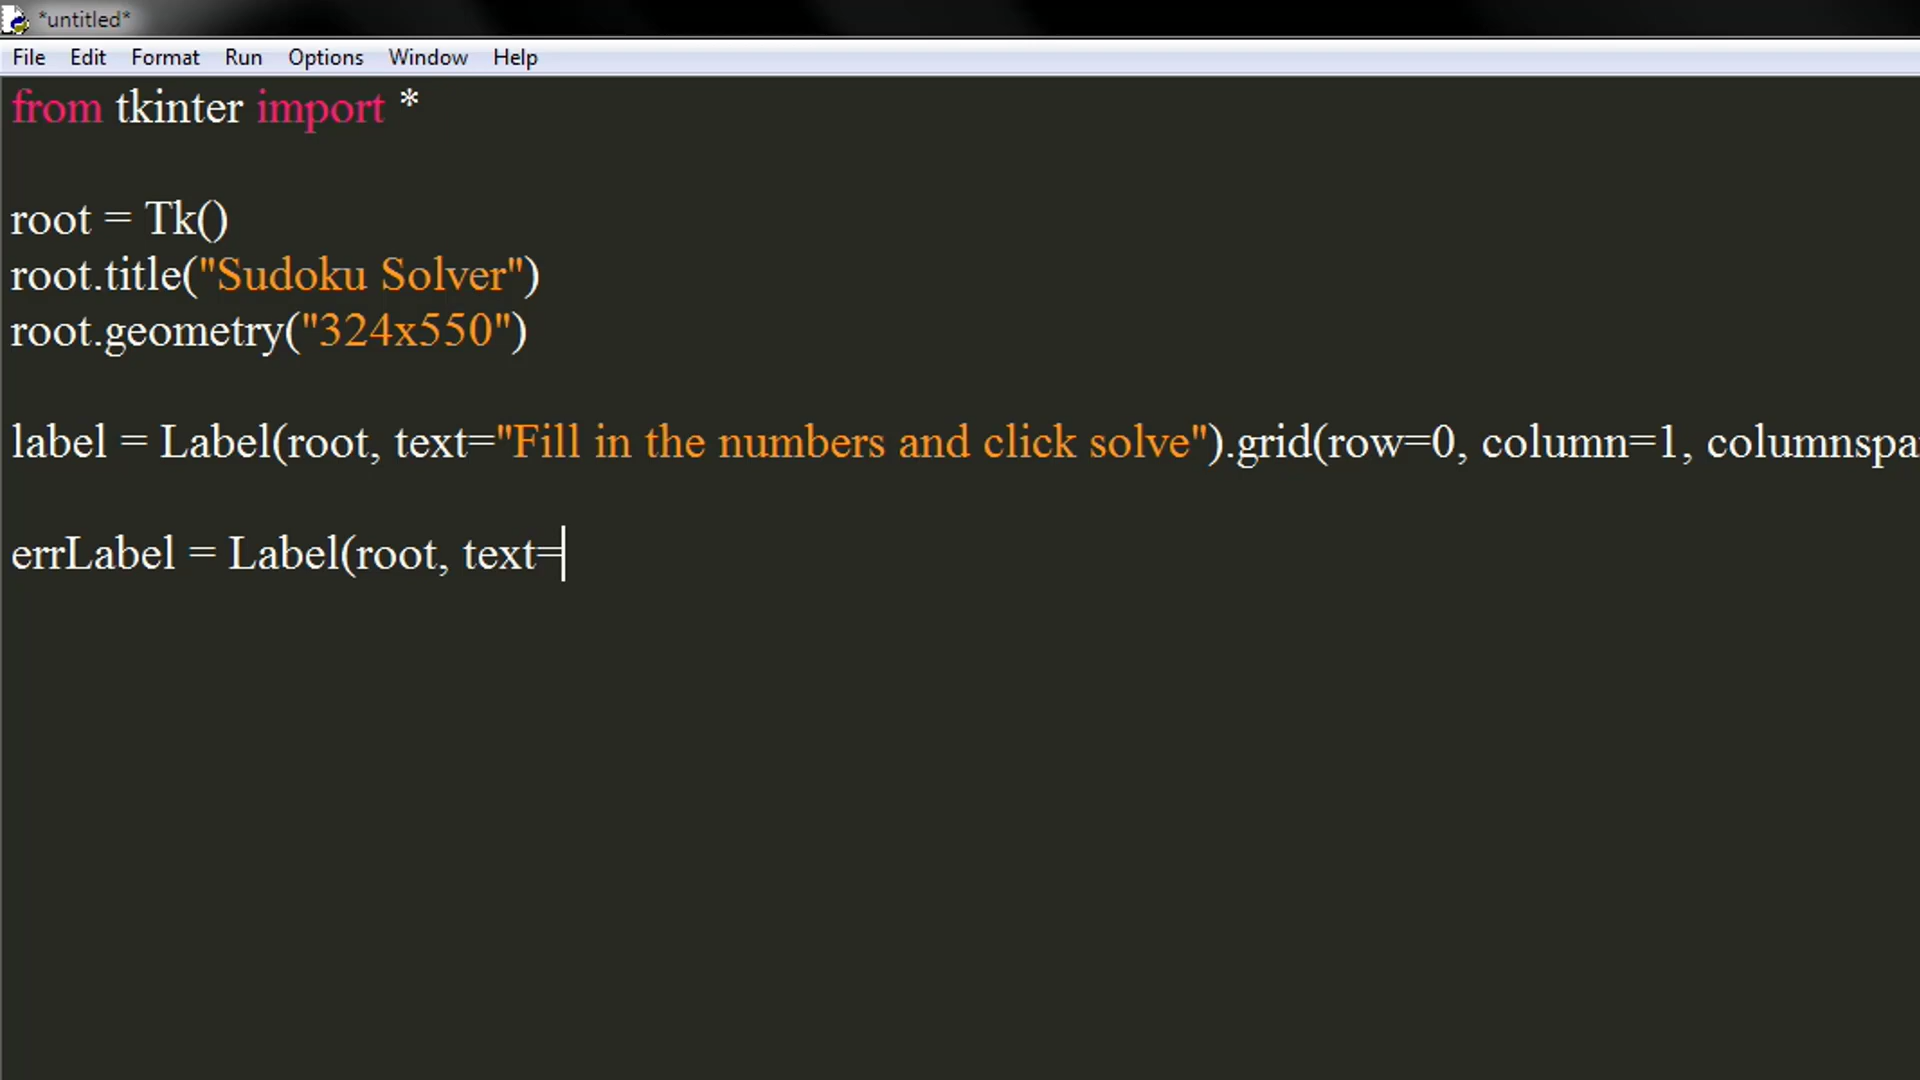 *untitled*
File Edit Format Run Options Window Help
from tkinter import *
root = Tk()
root.title("Sudoku Solver")
root.geometry("324x550")
label = Label(root, text="Fill in the numbers and click solve").grid(row=0, column=1, columnspa
errLabel = Label(root, text=